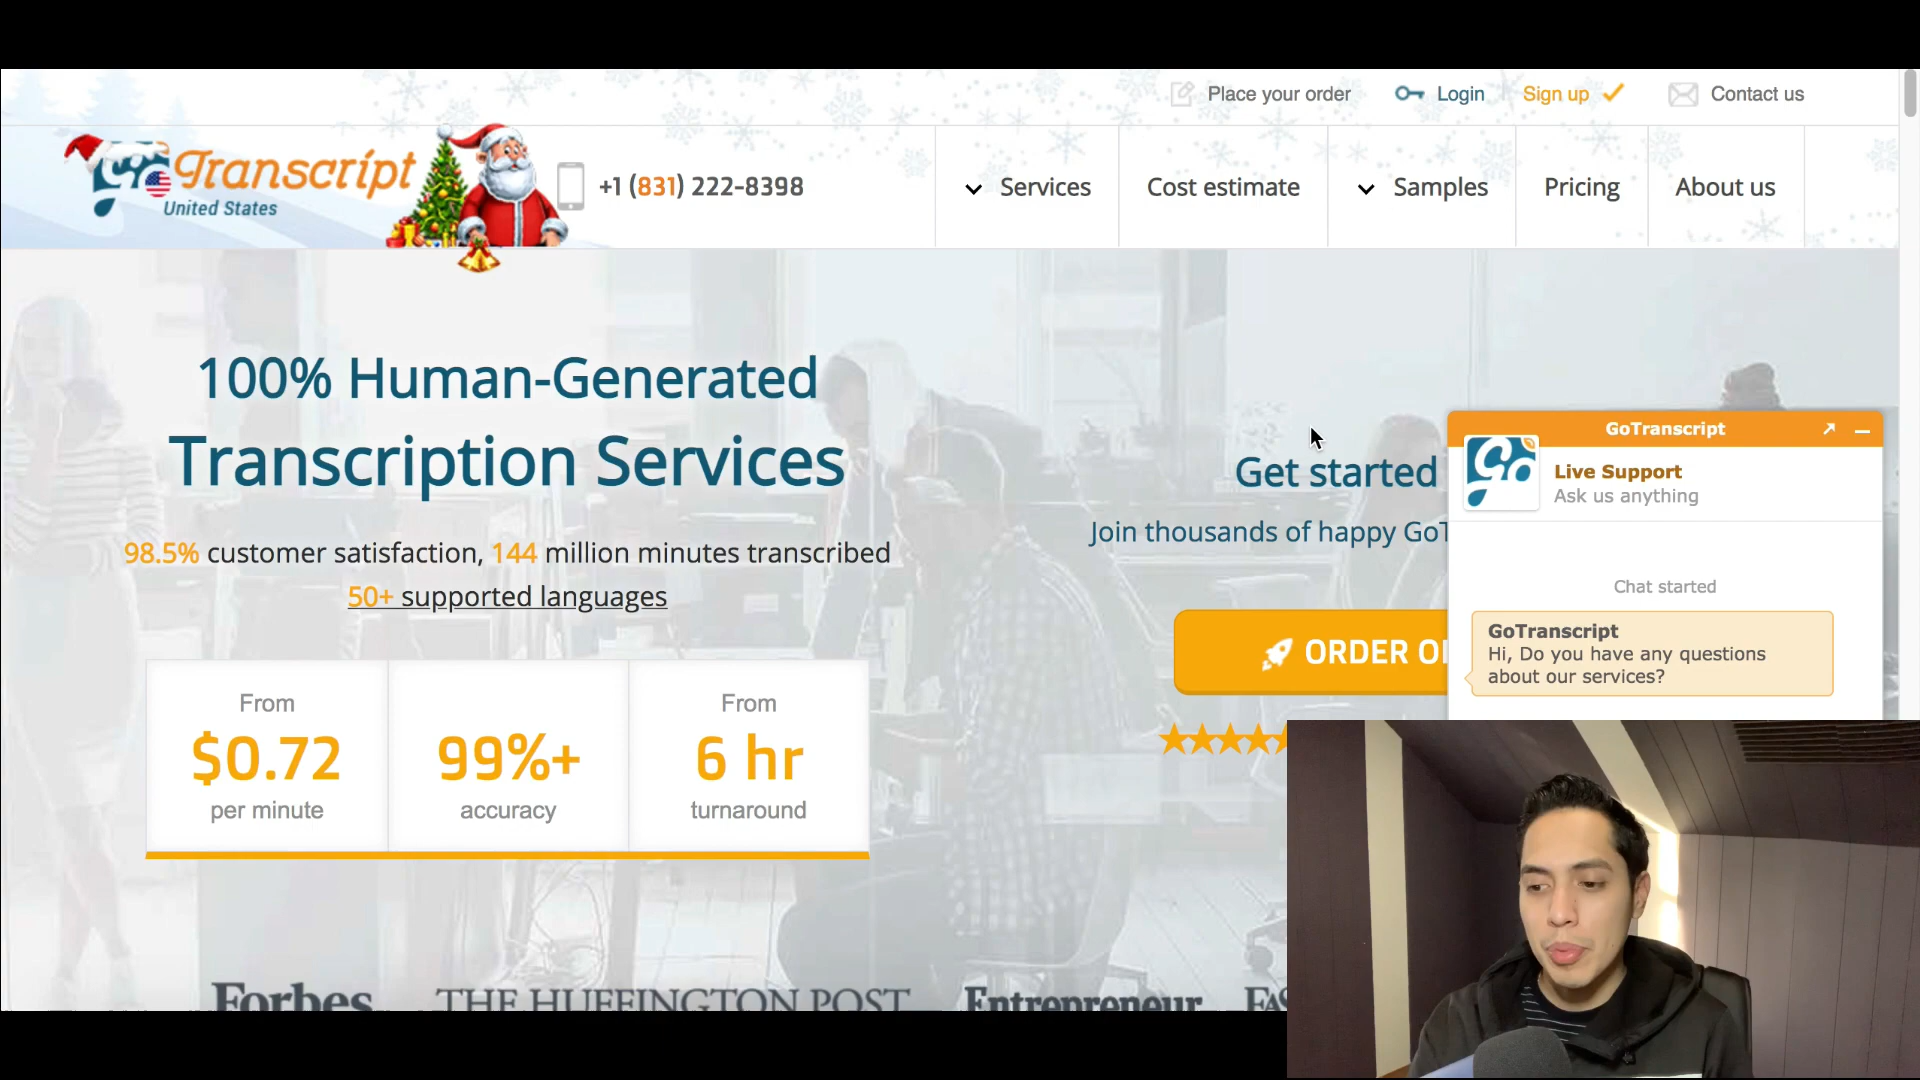 Place your order
Login
Sign up
Contact us
GoTranscript
United States
+1 (831) 222-8398
Services
Cost estimate
Samples
Pricing
About us
100% Human-Generated
Transcription Services
98.5% customer satisfaction, 144 million minutes transcribed
50+ supported languages
From
$0.72
per minute
99%+
accuracy
From
6 hr
turnaround
Get started
Join thousands of happy GoT
ORDER
GoTranscript
Live Support
Ask us anything
Chat started
GoTranscript
Hi, Do you have any questions
about our services?
Forbes
THE HUFFINGTON POST
Entrepreneur